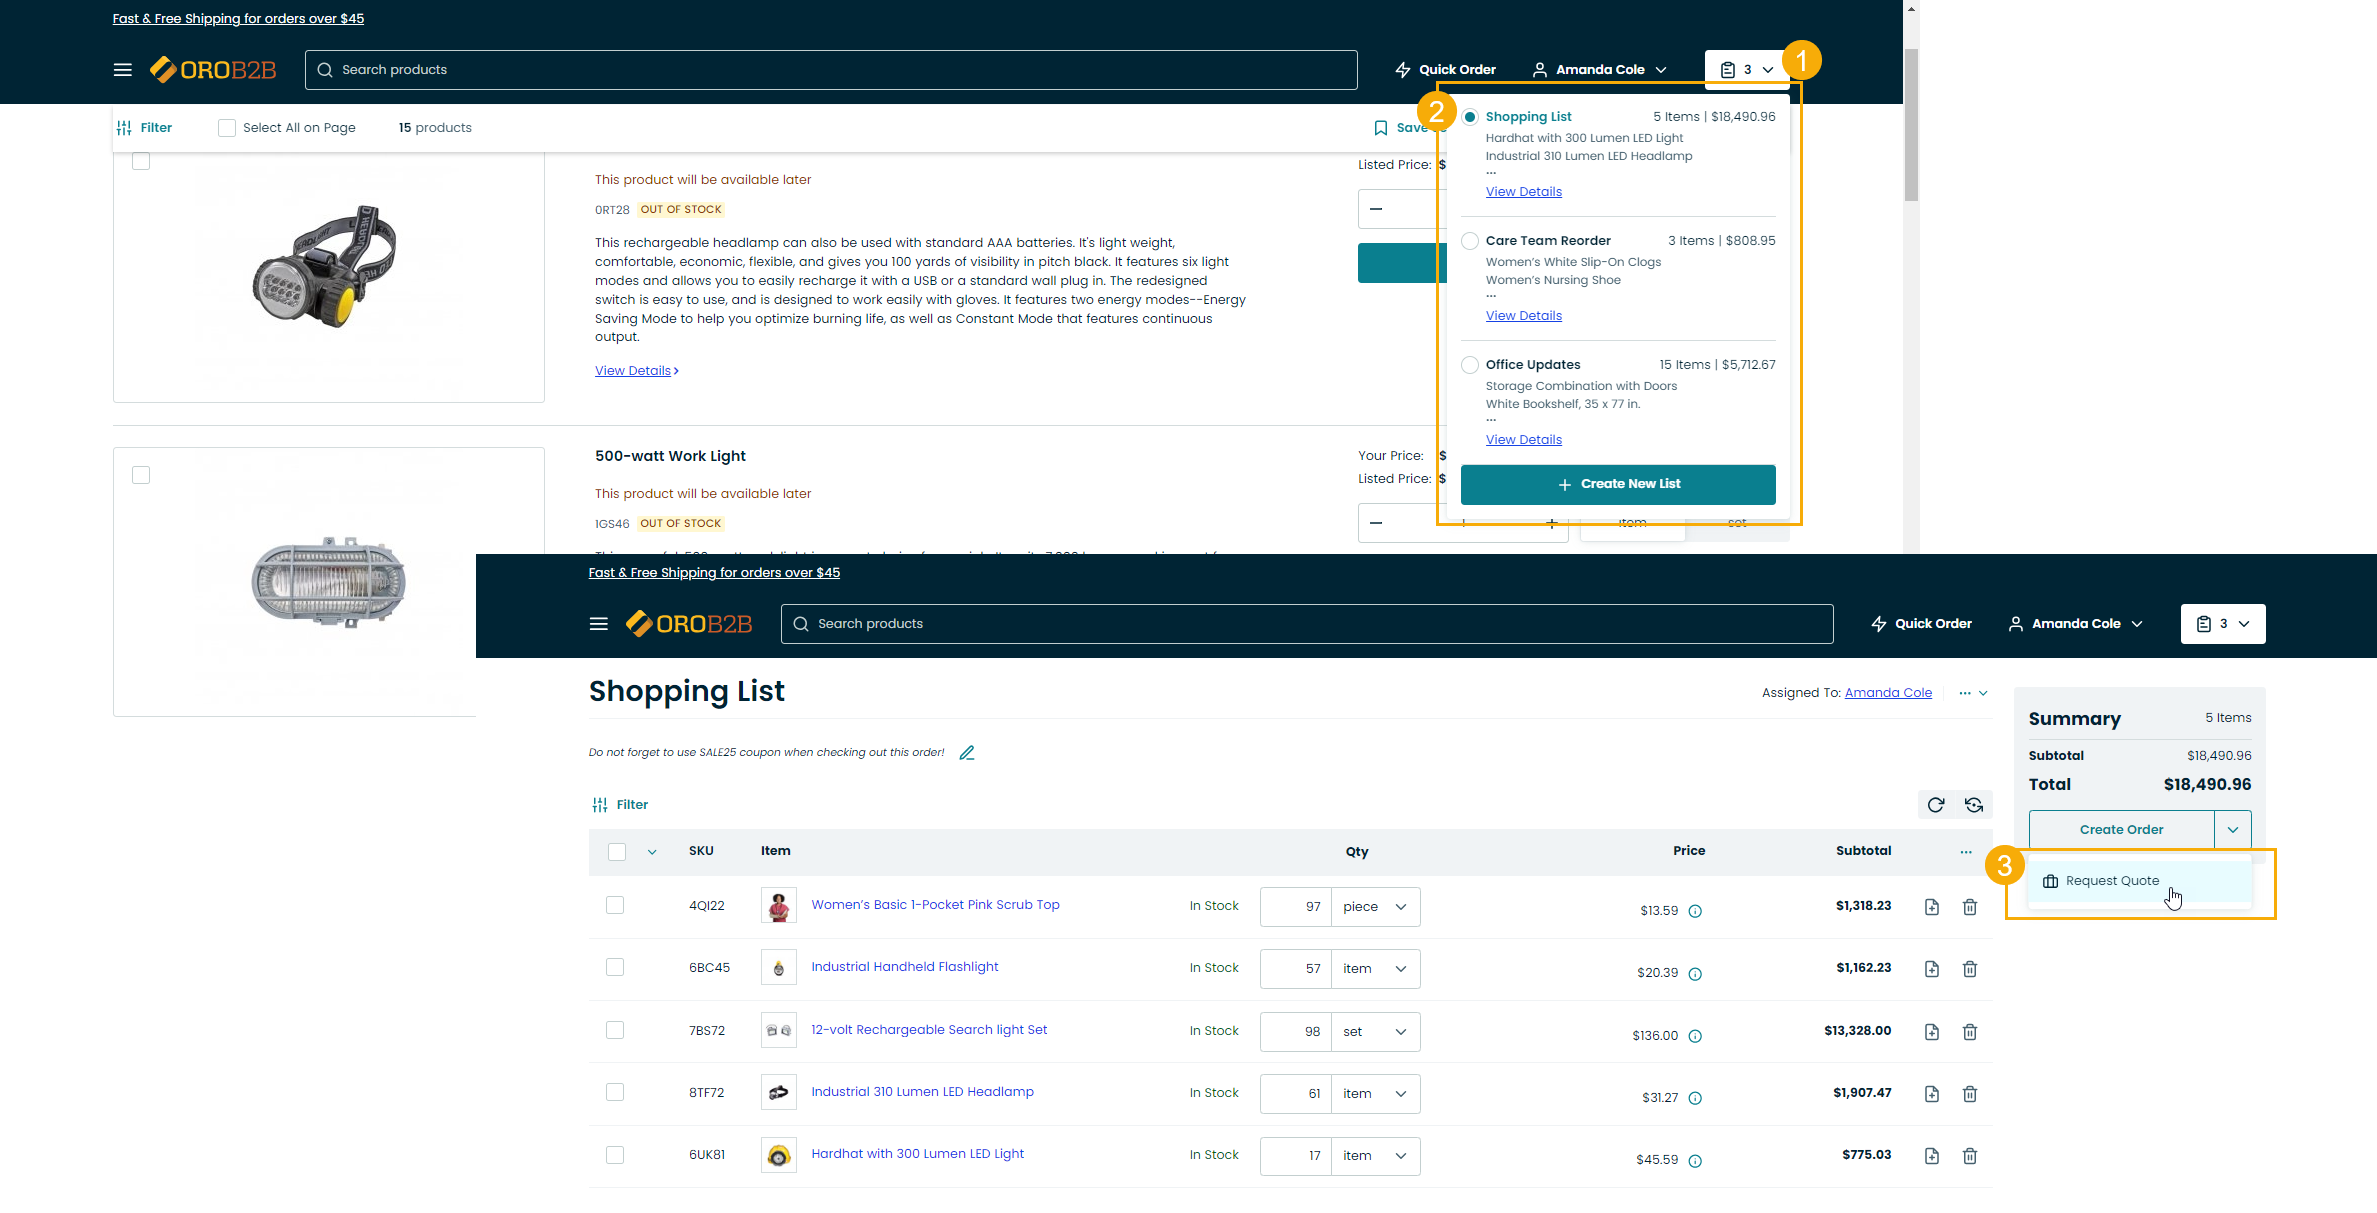 Fast & Free Shipping for orders over $45
OROB2B
Search products
Quick Order
Amanda Cole
3
1
Filter
Select All on Page
15 products
Save
2
Shopping List
5 Items | $18,490.96
Hardhat with 300 Lumen LED Light
Industrial 310 Lumen LED Headlamp
...
View Details
Care Team Reorder
3 Items | $808.95
Women's White Slip-On Clogs
Women's Nursing Shoe
...
View Details
Office Updates
15 Items | $5,712.67
Storage Combination with Doors
White Bookshelf, 35 x 77 in.
...
View Details
+ Create New List
This product will be available later
0RT28 OUT OF STOCK
This rechargeable headlamp can also be used with standard AAA batteries. It's light weight,
comfortable, economic, flexible, and gives you 100 yards of visibility in pitch black. It features six light
modes and allows you to easily recharge it with a USB or a standard wall plug in. The redesigned
switch is easy to use, and is designed to work easily with gloves. It features two energy modes--Energy
Saving Mode to help you optimize burning life, as well as Constant Mode that features continuous
output.
View Details
Listed Price: $
500-watt Work Light
This product will be available later
1GS46 OUT OF STOCK
Your Price: $
Listed Price: $
item
set
Fast & Free Shipping for orders over $45
OROB2B
Search products
Quick Order
Amanda Cole
3
Shopping List
Assigned To: Amanda Cole
...
Do not forget to use SALE25 coupon when checking out this order!
Filter
SKU Item Qty Price Subtotal ...
4QI22 Women's Basic 1-Pocket Pink Scrub Top In Stock 97 piece $13.59 $1,318.23
6BC45 Industrial Handheld Flashlight In Stock 57 item $20.39 $1,162.23
7BS72 12-volt Rechargeable Search light Set In Stock 98 set $136.00 $13,328.00
8TF72 Industrial 310 Lumen LED Headlamp In Stock 61 item $31.27 $1,907.47
6UK81 Hardhat with 300 Lumen LED Light In Stock 17 item $45.59 $775.03
Summary 5 Items
Subtotal $18,490.96
Total $18,490.96
Create Order
3
Request Quote